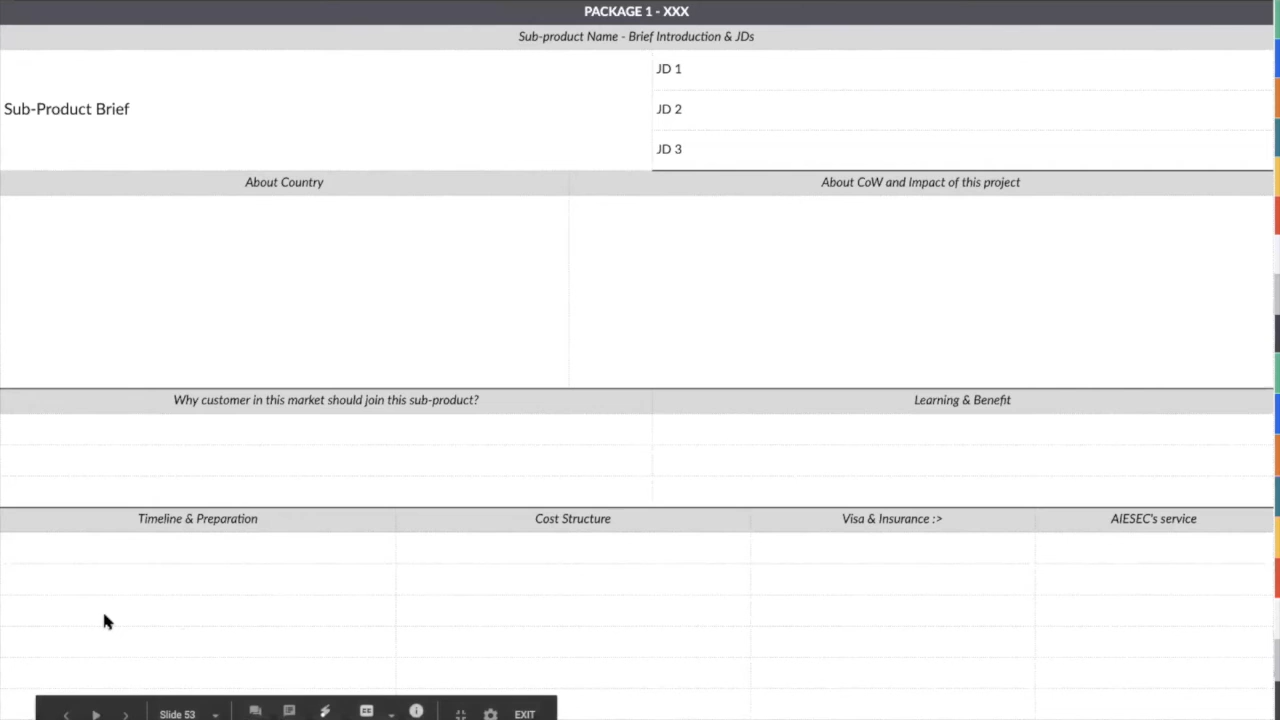 PACKAGE 1 - XXX
Sub-product Name - Brief Introduction & JDs
Sub-Product Brief
JD 1
JD 2
JD 3
About Country
About CoW and Impact of this project
Why customer in this market should join this sub-product?
Learning & Benefit
Timeline & Preparation
Cost Structure
Visa & Insurance :>
AIESEC's service
Slide 53
CC
EXIT